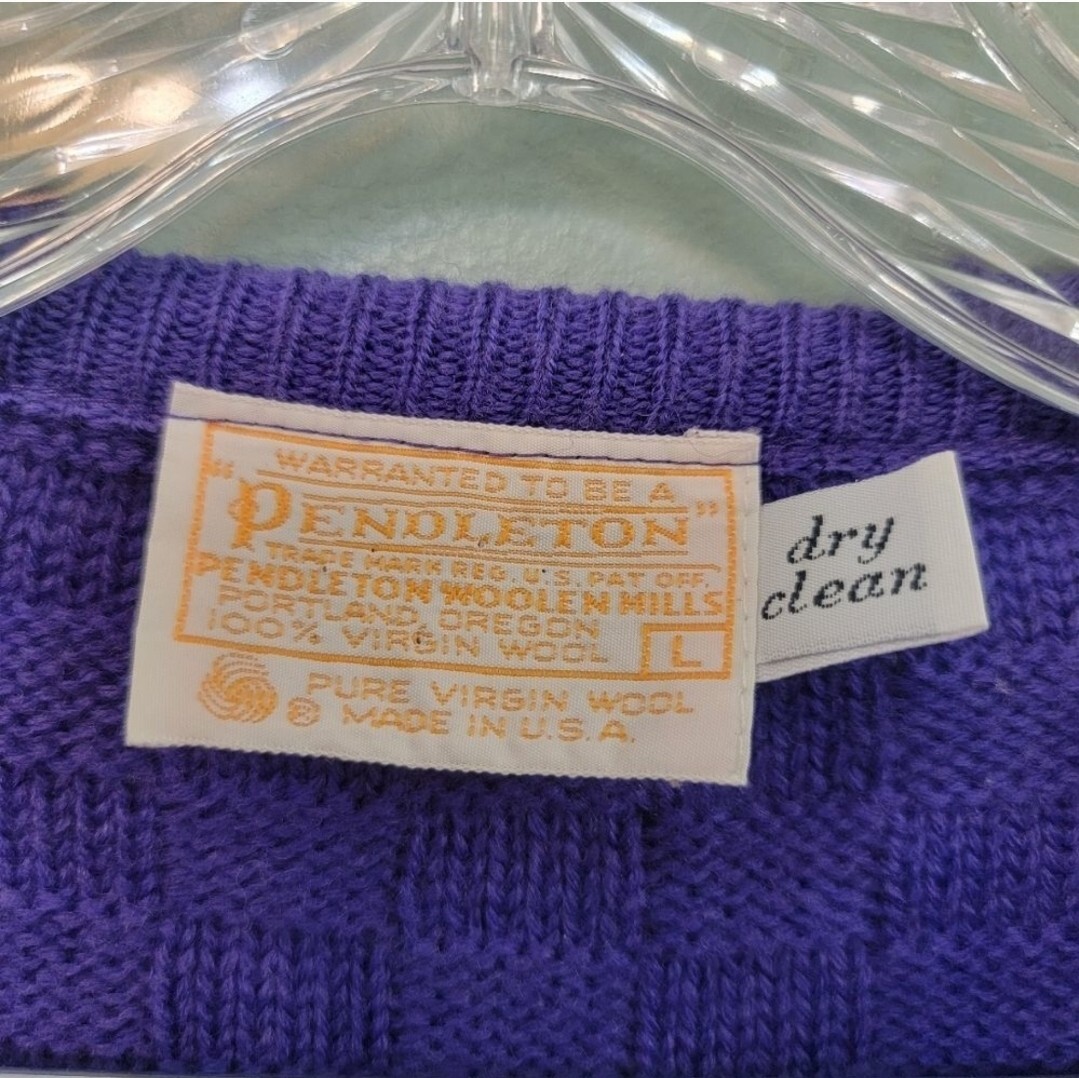 WARRANTED TO BE A
"PENDLETON"
TRADE MARK REG. U.S. PAT. OFF.
PENDLETON WOOLEN MILLS
PORTLAND, OREGON
100% VIRGIN WOOL L
PURE VIRGIN WOOL
® MADE IN U.S.A.
dry
clean